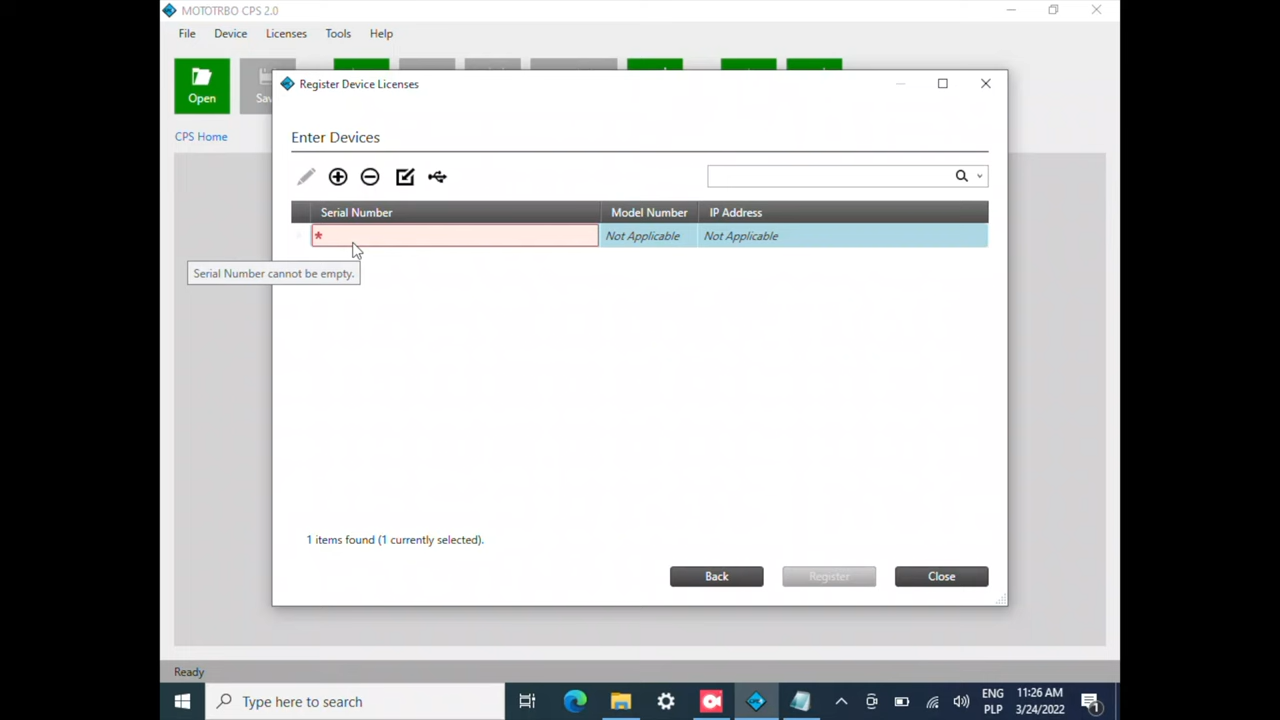 MOTOTRBO CPS 2.0
File Device Licenses Tools Help
Open
CPS Home
Register Device Licenses
Enter Devices
Serial Number Model Number IP Address
* Not Applicable Not Applicable
Serial Number cannot be empty.
1 items found (1 currently selected).
Back Register Close
Ready
Type here to search
ENG 11:26 AM
PLP 3/24/2022
1